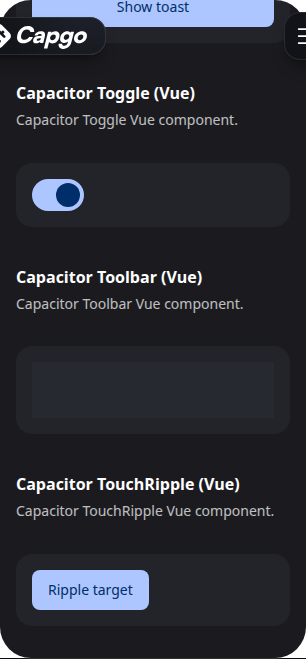 Show toast
Capgo
Capacitor Toggle (Vue)
Capacitor Toggle Vue component.
Capacitor Toolbar (Vue)
Capacitor Toolbar Vue component.
Capacitor TouchRipple (Vue)
Capacitor TouchRipple Vue component.
Ripple target